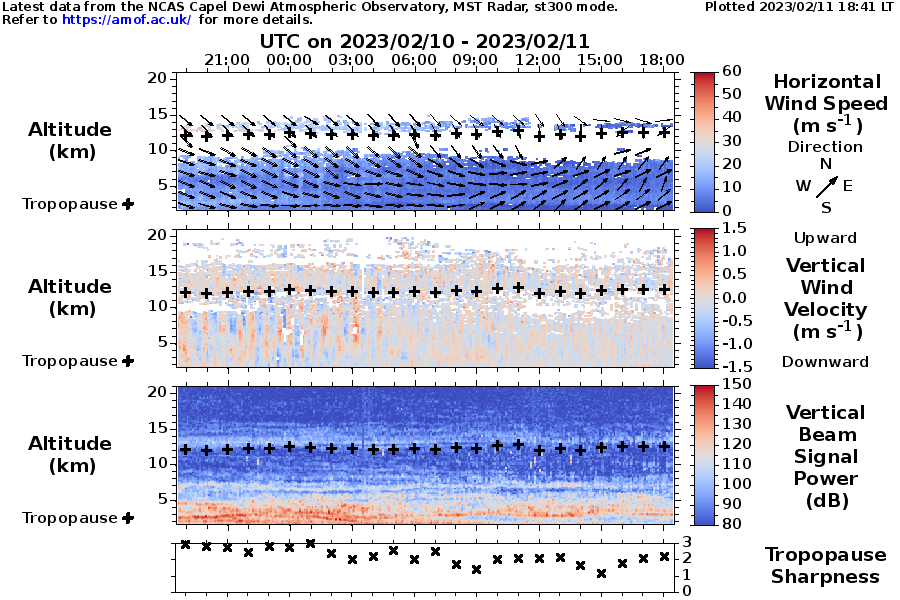 Latest data from the NCAS Capel Dewi Atmospheric Observatory, MST Radar, st300 mode.
Plotted 2023/02/11 18:41 LT
Refer to https://amof.ac.uk/ for more details.
UTC on 2023/02/10 - 2023/02/11
21:00 00:00 03:00 06:00 09:00 12:00 15:00 18:00
Altitude
(km)
20
15
10
5
Tropopause
60
50
40
30
20
10
0
Horizontal
Wind Speed
(m s-1)
Direction
N
W E
S
Altitude
(km)
20
15
10
5
Tropopause
1.5
1.0
0.5
0.0
-0.5
-1.0
-1.5
Upward
Vertical
Wind
Velocity
(m s-1)
Downward
Altitude
(km)
20
15
10
5
Tropopause
150
140
130
120
110
100
90
80
Vertical
Beam
Signal
Power
(dB)
3
2
1
0
Tropopause
Sharpness